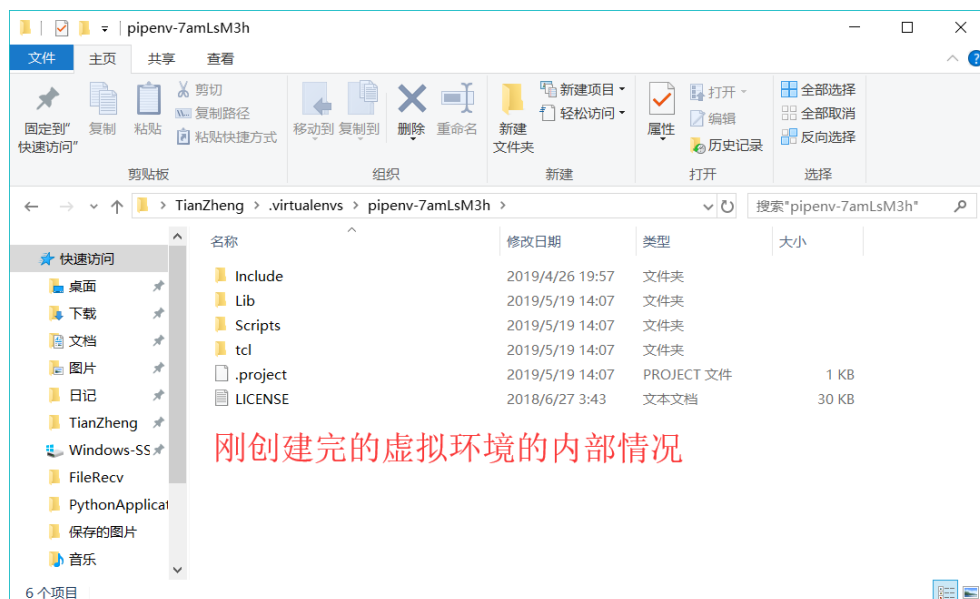 pipenv-7amLsM3h
文件 主页 共享 查看
固定到"快速访问" 复制 粘贴 剪切 复制路径 粘贴快捷方式 移动到 复制到 删除 重命名 新建文件夹 新建项目 轻松访问 属性 打开 编辑 历史记录 全部选择 全部取消 反向选择
剪贴板 组织 新建 打开 选择
TianZheng .virtualenvs pipenv-7amLsM3h 搜索"pipenv-7amLsM3h"
名称 修改日期 类型 大小
快速访问
桌面
下载
文档
图片
日记
TianZheng
Windows-SS
FileRecv
PythonApplicat
保存的图片
音乐
Include 2019/4/26 19:57 文件夹
Lib 2019/5/19 14:07 文件夹
Scripts 2019/5/19 14:07 文件夹
tcl 2019/5/19 14:07 文件夹
.project 2019/5/19 14:07 PROJECT 文件 1 KB
LICENSE 2018/6/27 3:43 文本文档 30 KB
刚创建完的虚拟环境的内部情况
6 个项目